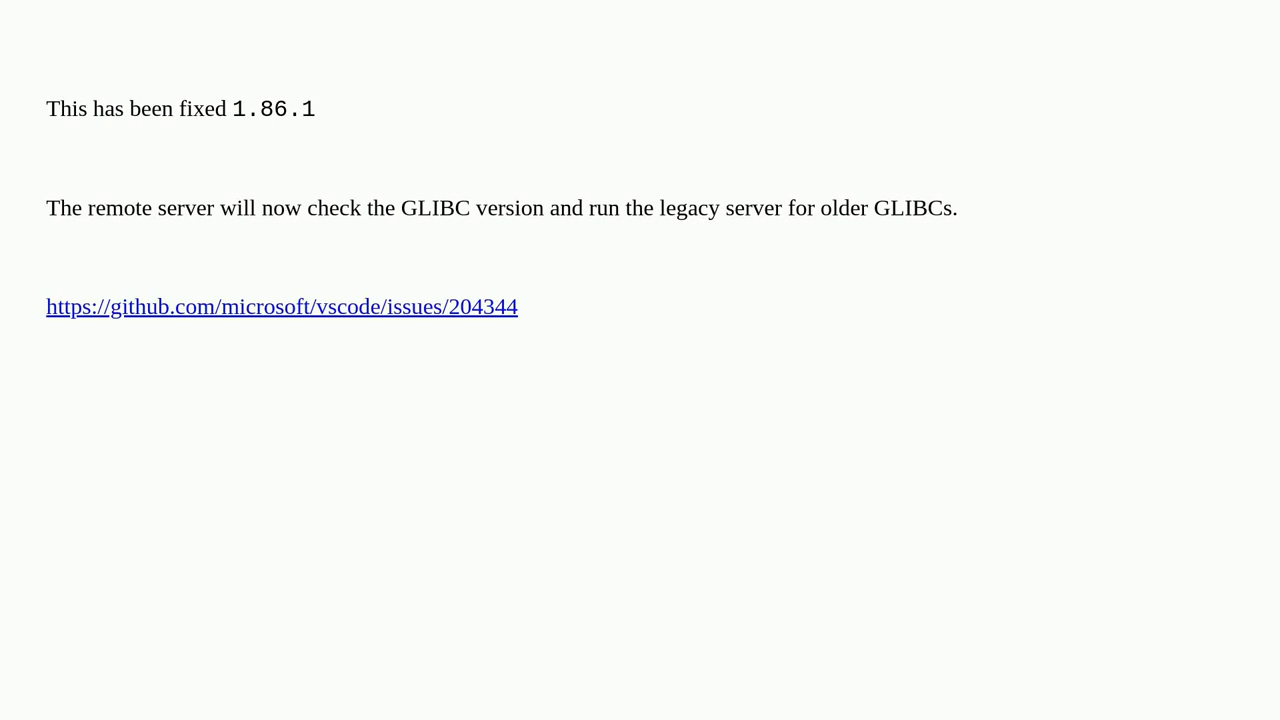 This has been fixed 1.86.1
The remote server will now check the GLIBC version and run the legacy server for older GLIBCs.
https://github.com/microsoft/vscode/issues/204344